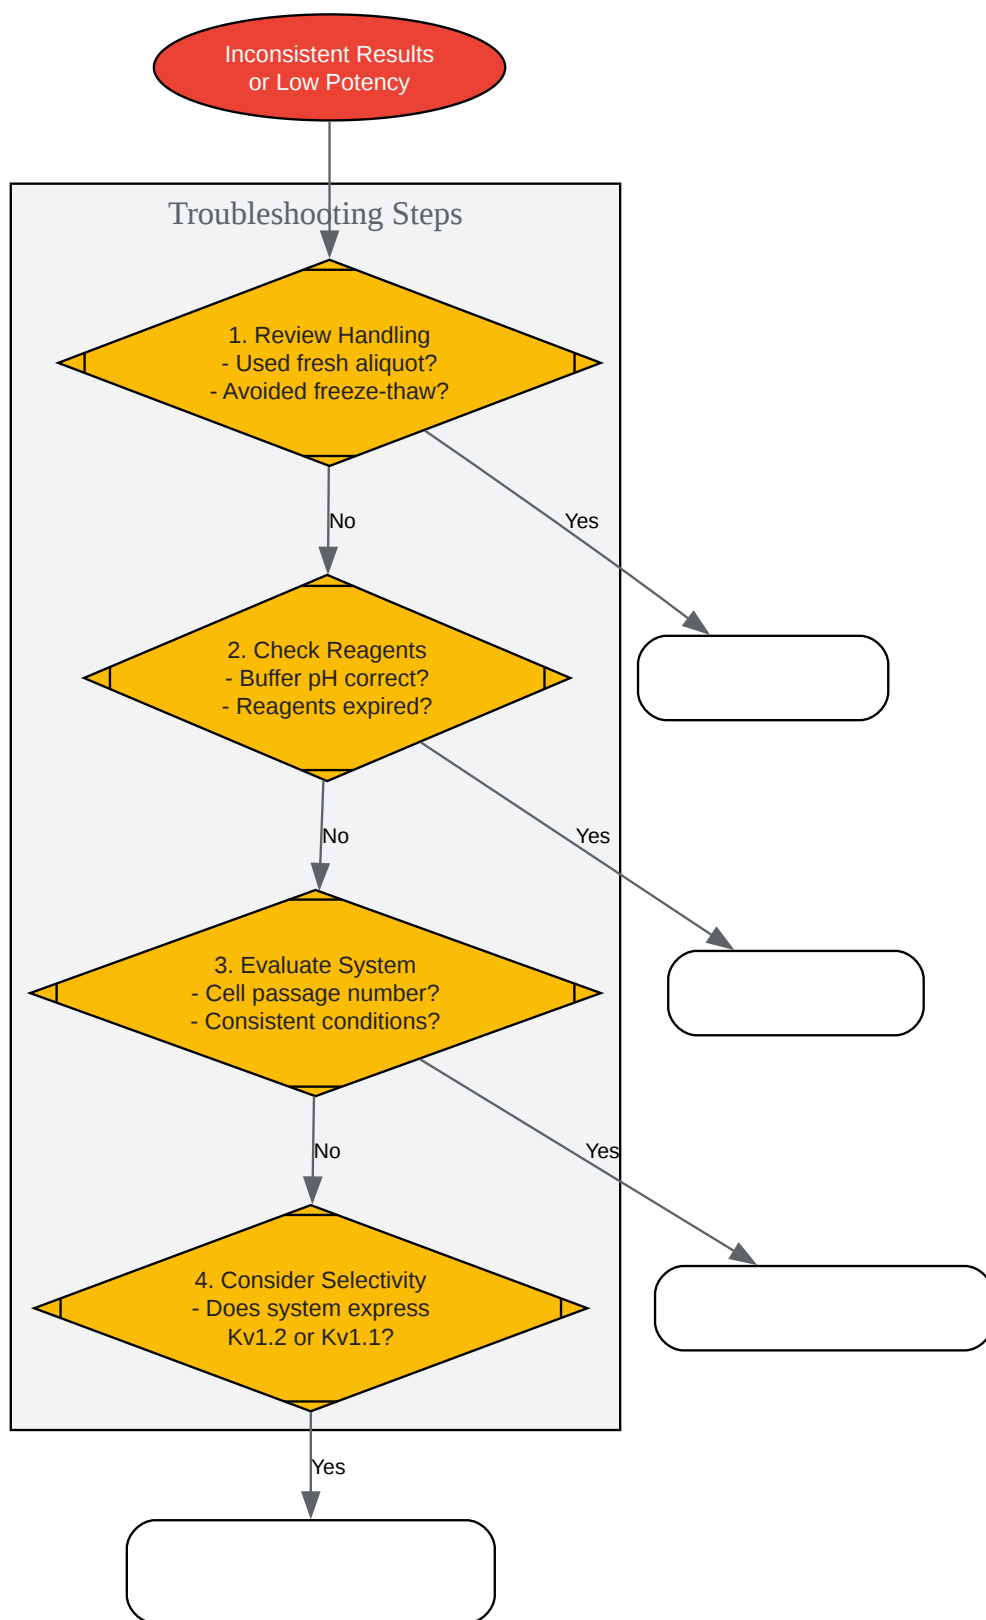 Inconsistent Results
or Low Potency
Troubleshooting Steps
1. Review Handling
- Used fresh aliquot?
- Avoided freeze-thaw?
No
Yes
2. Check Reagents
- Buffer pH correct?
- Reagents expired?
No
Yes
3. Evaluate System
- Cell passage number?
- Consistent conditions?
No
Yes
4. Consider Selectivity
- Does system express
Kv1.2 or Kv1.1?
Yes